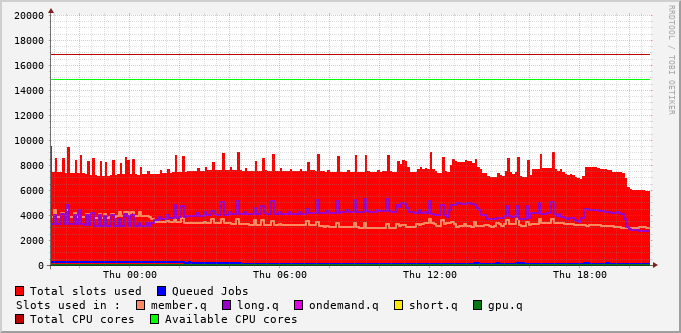 20000
18000
16000
14000
12000
10000
8000
6000
4000
2000
0
Thu 00:00 Thu 06:00 Thu 12:00 Thu 18:00
RRDTOOL / TOBI OETIKER
Total slots used Queued Jobs
Slots used in : member.q long.q ondemand.q short.q gpu.q
Total CPU cores Available CPU cores